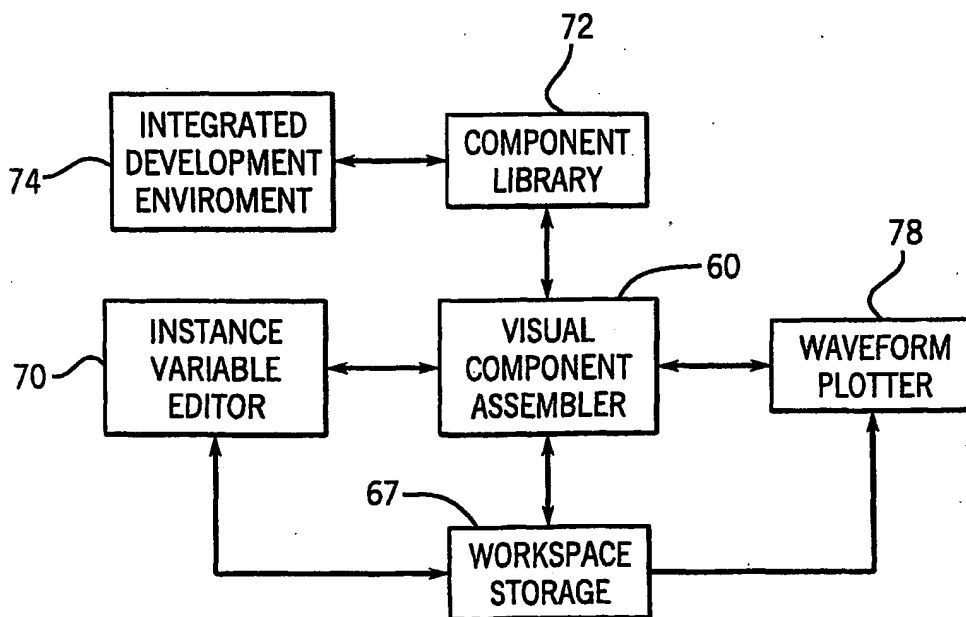 72
INTEGRATED
DEVELOPMENT
ENVIROMENT
74
COMPONENT
LIBRARY
60
78
INSTANCE
VARIABLE
EDITOR
70
VISUAL
COMPONENT
ASSEMBLER
WAVEFORM
PLOTTER
67
WORKSPACE
STORAGE